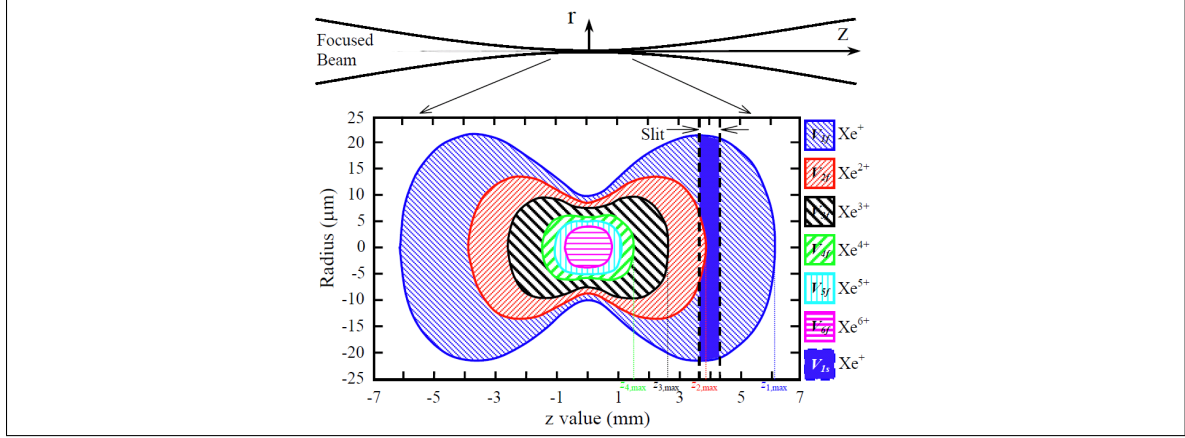 r
z
Focused
Beam
Slit
25
20
15
10
5
0
-5
-10
-15
-20
-25
Radius (μm)
-7
-5
-3
-1
1
3
5
7
z value (mm)
z4,max
z3,max
z2,max
z1,max
V1f Xe+
V2f Xe2+
V3f Xe3+
V4f Xe4+
V5f Xe5+
V6f Xe6+
V1s Xe+